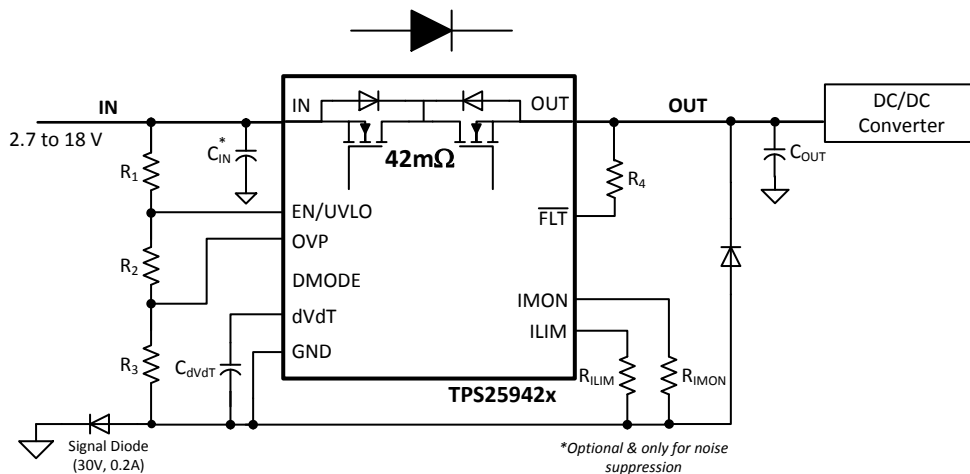 IN
2.7 to 18 V
R1
R2
R3
CIN*
IN
OUT
42mΩ
EN/UVLO
OVP
DMODE
dVdT
GND
FLT
IMON
ILIM
TPS25942x
CdVdT
Signal Diode
(30V, 0.2A)
OUT
R4
COUT
DC/DC
Converter
RILIM
RIMON
*Optional & only for noise
suppression